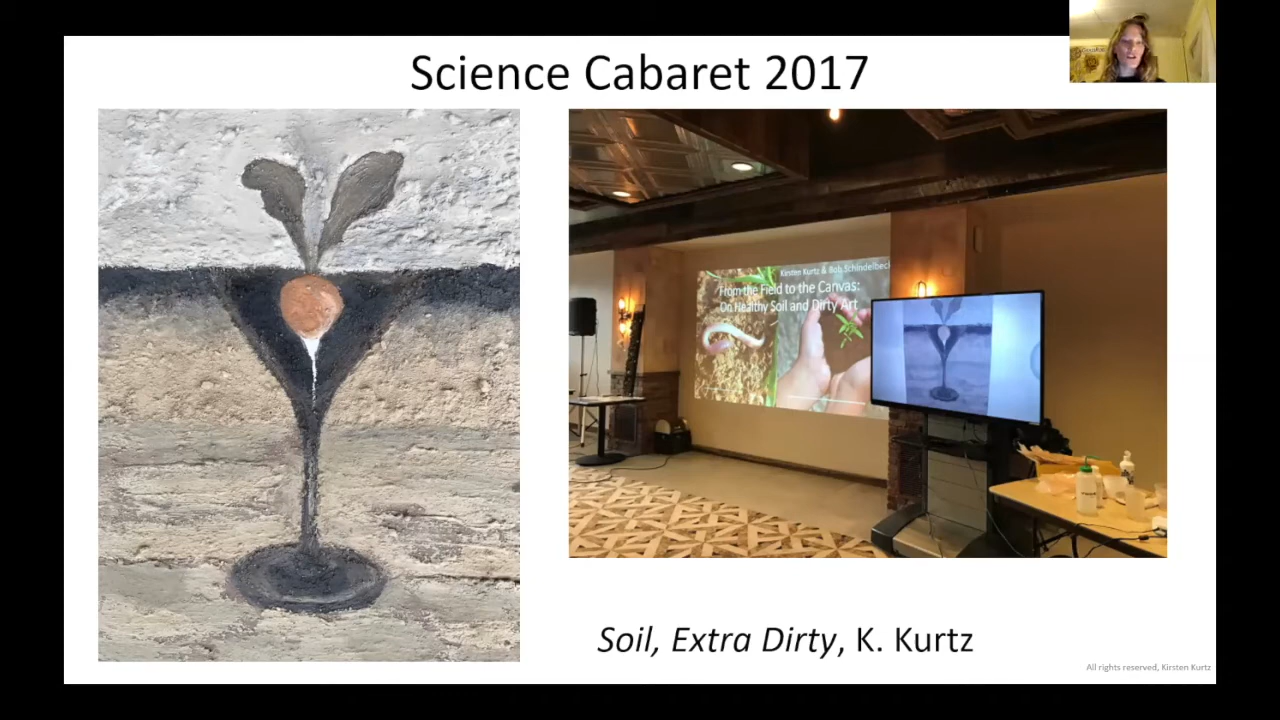 Science Cabaret 2017
Kirsten Kurtz & Bob Schindelbeck
From the Field to the Canvas:
On Healthy Soil and Dirty Art
Soil, Extra Dirty, K. Kurtz
All rights reserved, Kirsten Kurtz